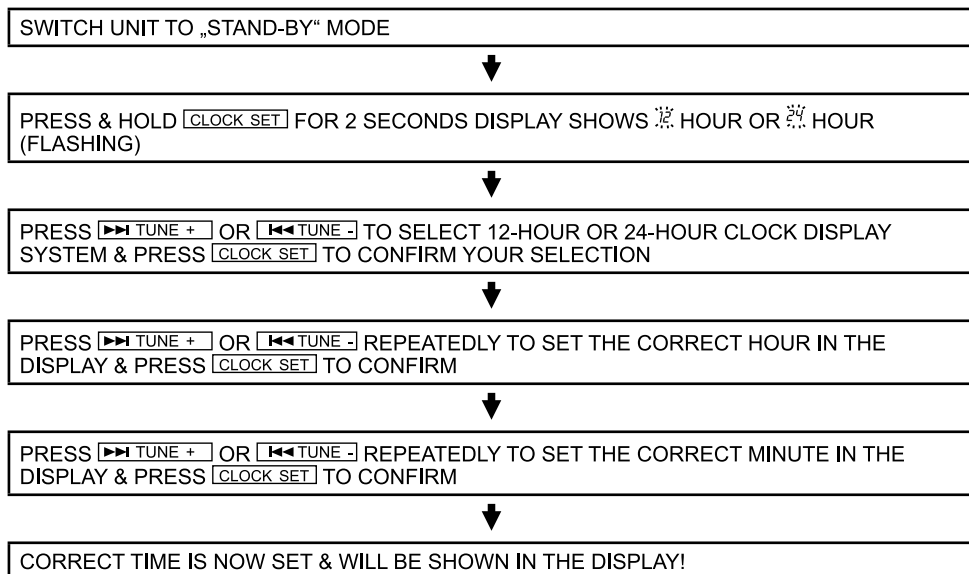 SWITCH UNIT TO „STAND-BY“ MODE
PRESS & HOLD CLOCK SET FOR 2 SECONDS DISPLAY SHOWS 12 HOUR OR 24 HOUR
(FLASHING)
PRESS ▶▶I TUNE + OR I◀◀ TUNE - TO SELECT 12-HOUR OR 24-HOUR CLOCK DISPLAY
SYSTEM & PRESS CLOCK SET TO CONFIRM YOUR SELECTION
PRESS ▶▶I TUNE + OR I◀◀ TUNE - REPEATEDLY TO SET THE CORRECT HOUR IN THE
DISPLAY & PRESS CLOCK SET TO CONFIRM
PRESS ▶▶I TUNE + OR I◀◀ TUNE - REPEATEDLY TO SET THE CORRECT MINUTE IN THE
DISPLAY & PRESS CLOCK SET TO CONFIRM
CORRECT TIME IS NOW SET & WILL BE SHOWN IN THE DISPLAY!